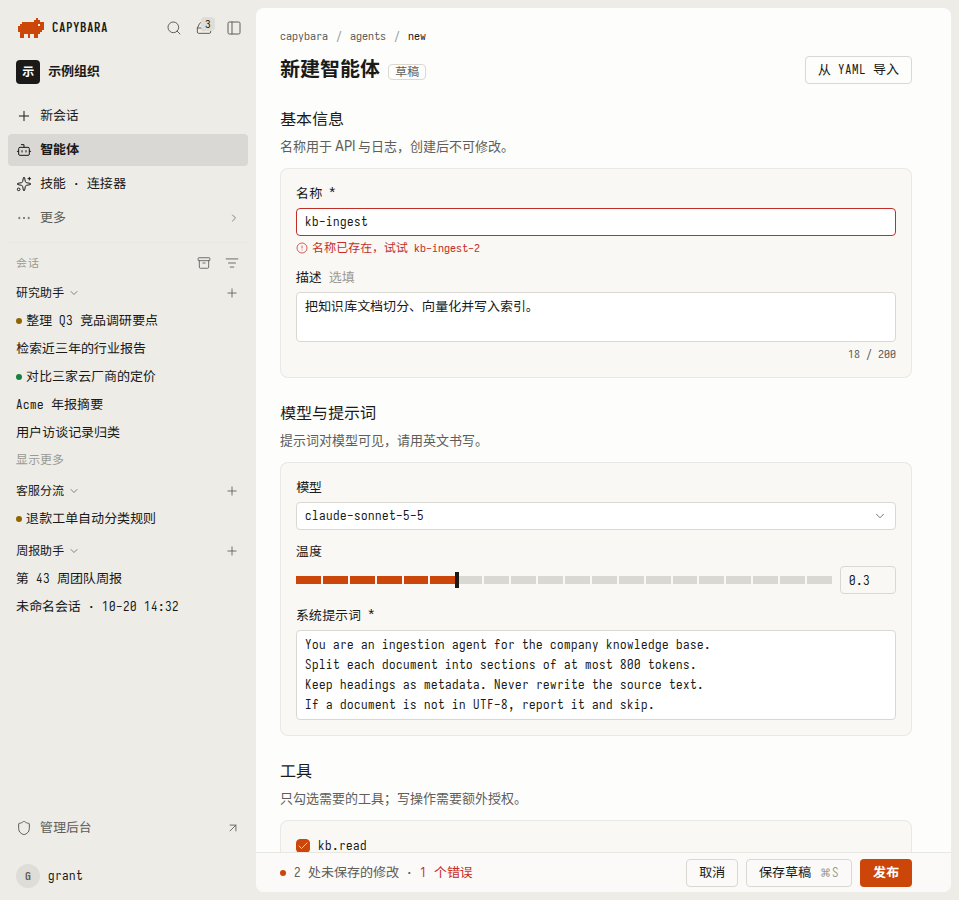 CAPYBARA
3
示 示例组织
新会话
智能体
技能 · 连接器
更多
会话
研究助手
整理 Q3 竞品调研要点
检索近三年的行业报告
对比三家云厂商的定价
Acme 年报摘要
用户访谈记录归类
显示更多
客服分流
退款工单自动分类规则
周报助手
第 43 周团队周报
未命名会话 · 10-20 14:32
管理后台
G grant
capybara / agents / new
新建智能体 草稿
从 YAML 导入
基本信息
名称用于 API 与日志，创建后不可修改。
名称 *
kb-ingest
名称已存在，试试 kb-ingest-2
描述 选填
把知识库文档切分、向量化并写入索引。
18 / 200
模型与提示词
提示词对模型可见，请用英文书写。
模型
claude-sonnet-5-5
温度
0.3
系统提示词 *
You are an ingestion agent for the company knowledge base.
Split each document into sections of at most 800 tokens.
Keep headings as metadata. Never rewrite the source text.
If a document is not in UTF-8, report it and skip.
工具
只勾选需要的工具；写操作需要额外授权。
kb.read
2 处未保存的修改 · 1 个错误
取消
保存草稿 ⌘S
发布